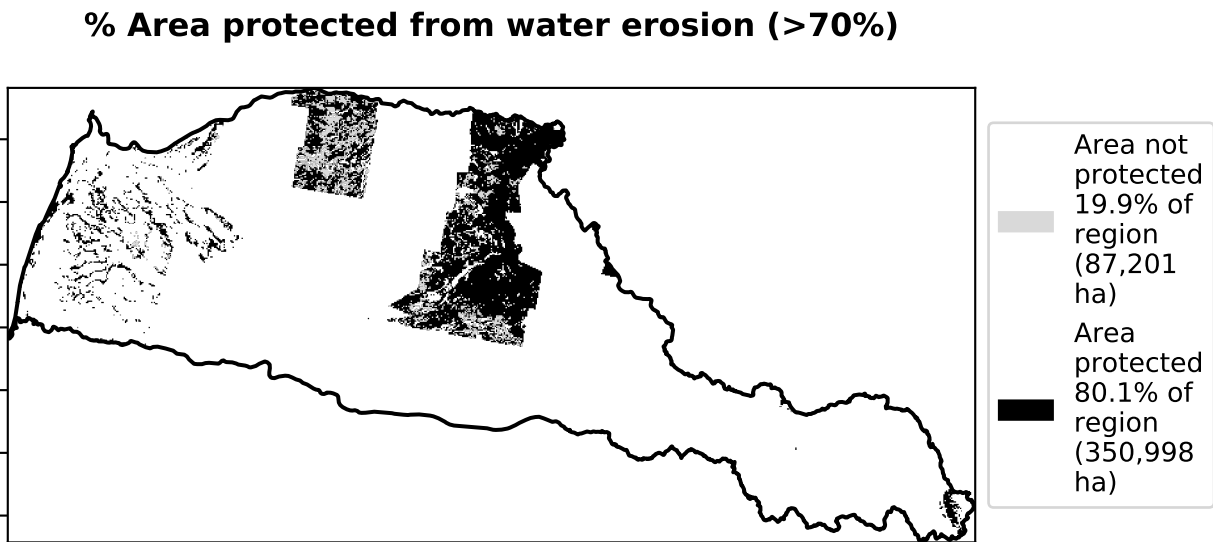 % Area protected from water erosion (>70%)
Area not
protected
19.9% of
region
(87,201
ha)
Area
protected
80.1% of
region
(350,998
ha)